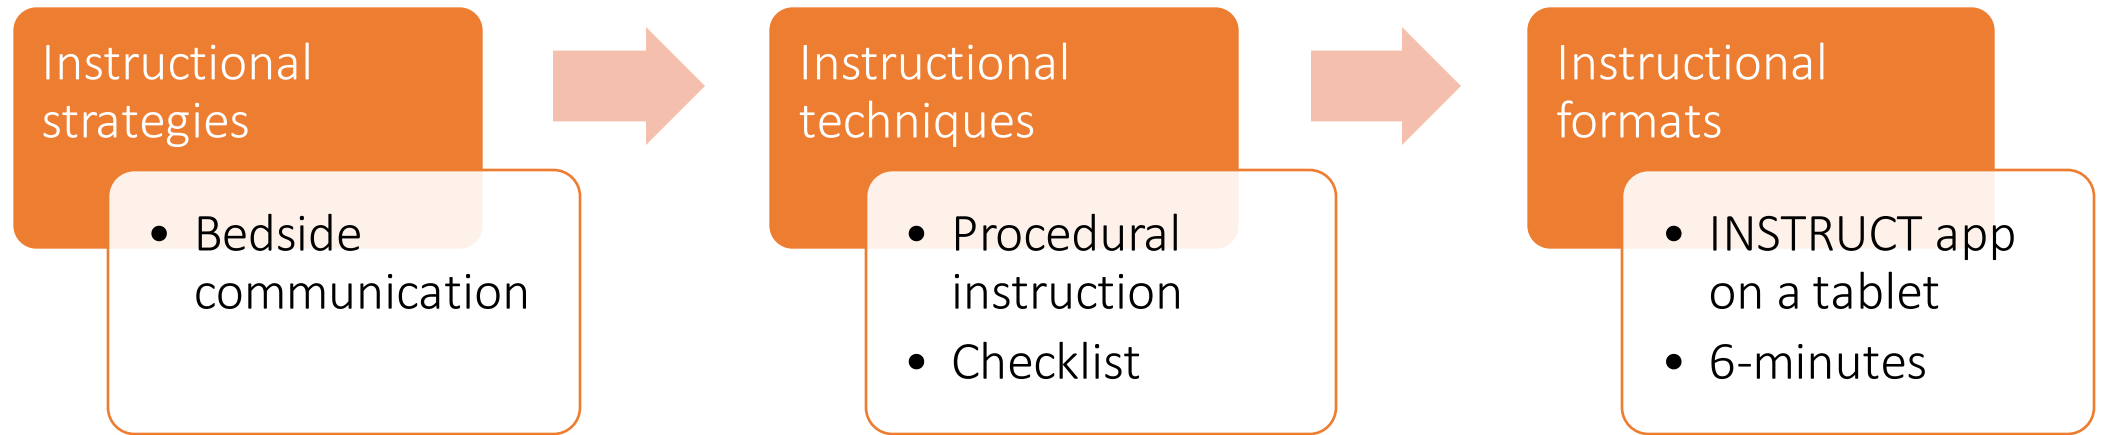 Instructional
strategies
• Bedside
communication
Instructional
techniques
• Procedural
instruction
• Checklist
Instructional
formats
• INSTRUCT app
on a tablet
• 6-minutes